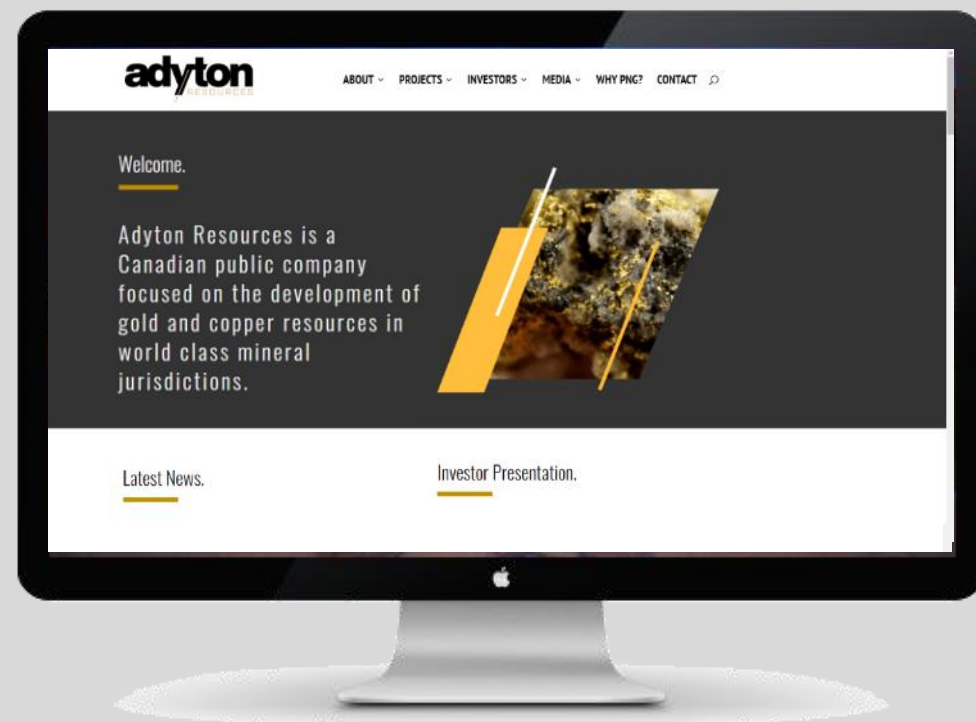 adyton
RESOURCES
ABOUT PROJECTS INVESTORS MEDIA WHY PNG? CONTACT
Welcome.
Adyton Resources is a
Canadian public company
focused on the development of
gold and copper resources in
world class mineral
jurisdictions.
Latest News.
Investor Presentation.